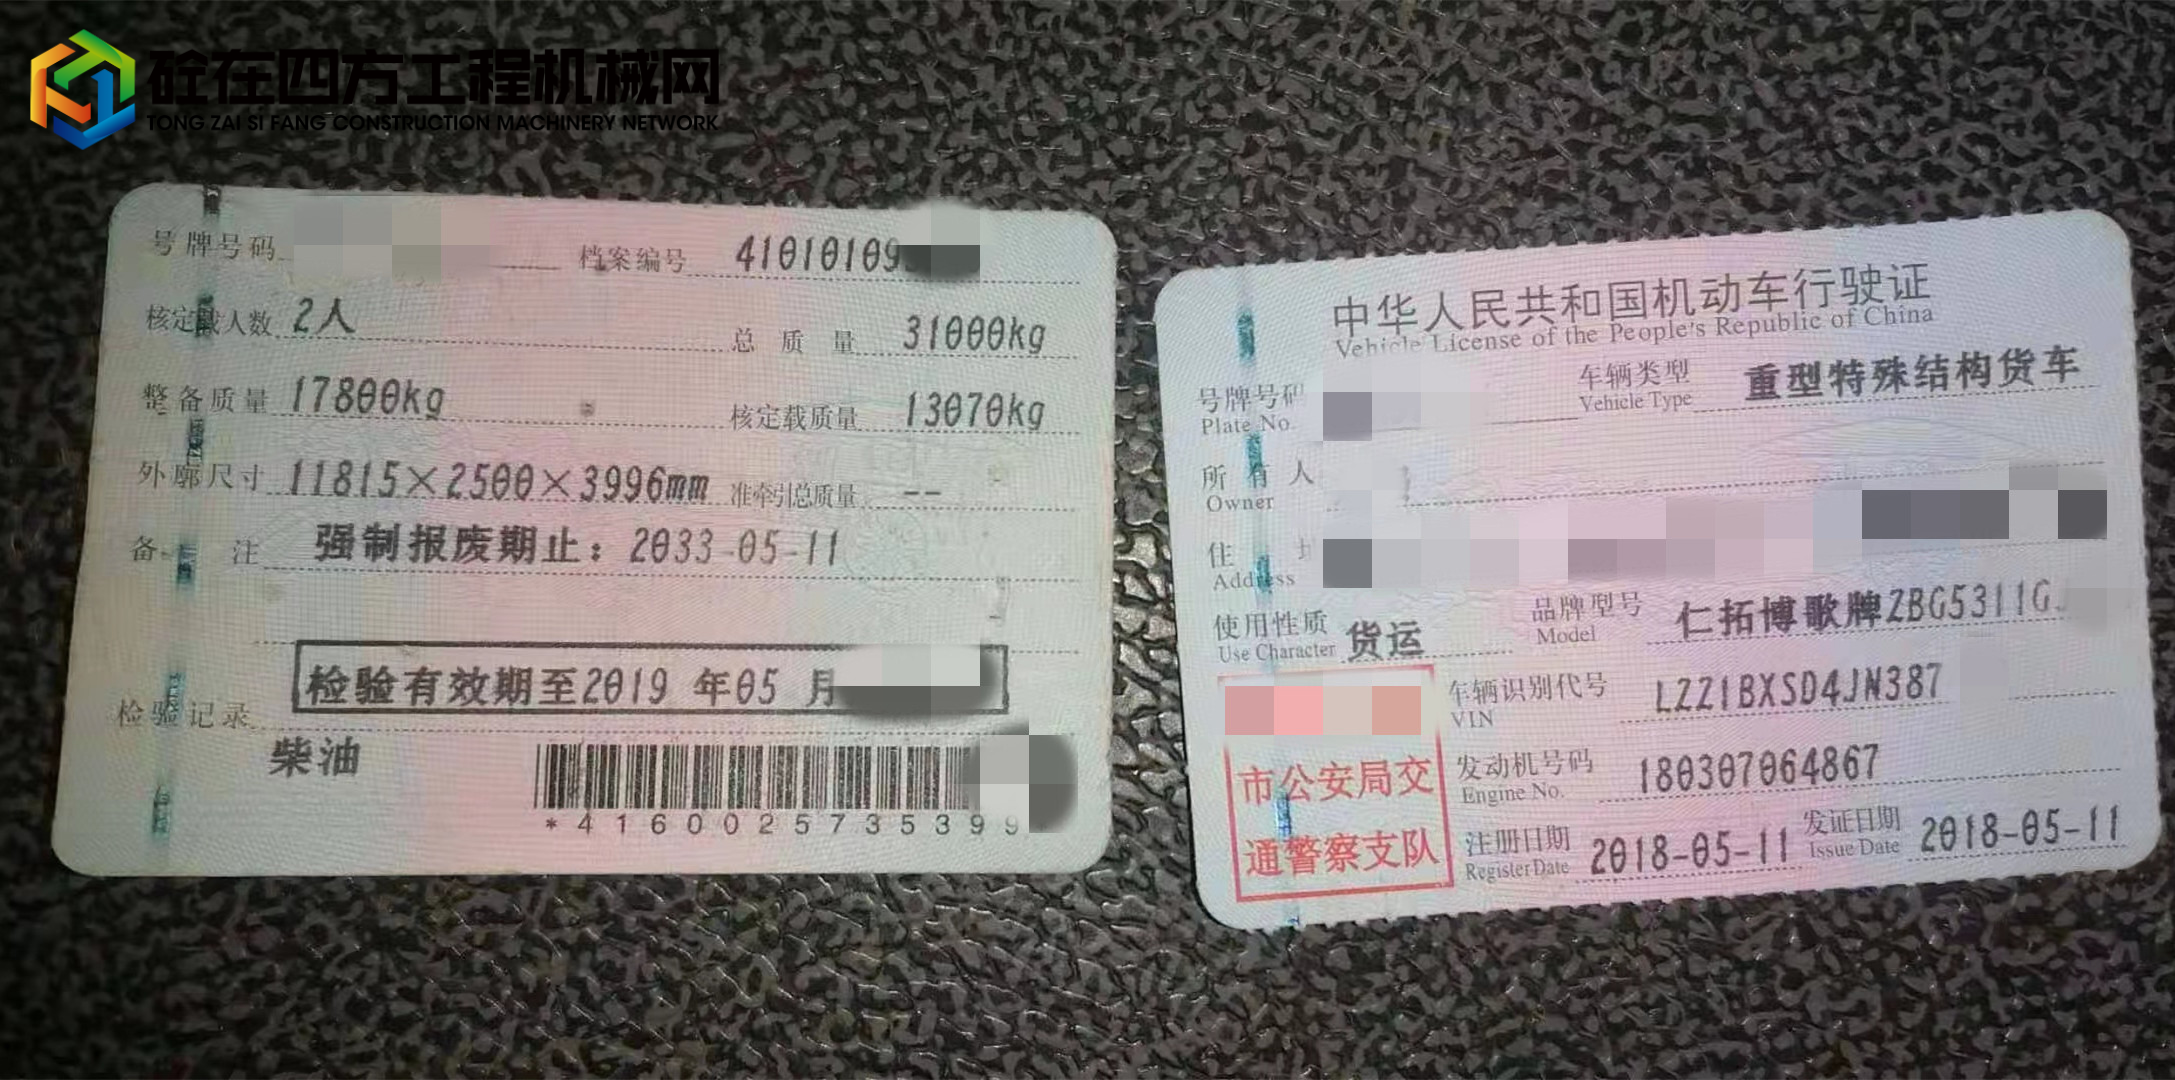 砼在四方工程机械网
TONG ZAI SI FANG CONSTRUCTION MACHINERY NETWORK
号牌号码 档案编号 41010109
核定载人数 2人 总质量 31000kg
整备质量 17800kg 核定载质量 13070kg
外廓尺寸 11815×2500×3996mm 准牵引总质量 --
备注 强制报废期止：2033-05-11
检验记录 检验有效期至2019 年05 月
柴油
*4160025735399
中华人民共和国机动车行驶证
Vehicle License of the People's Republic of China
号牌号码 车辆类型 重型特殊结构货车
Plate No. Vehicle Type
所有人
Owner
住
Address
使用性质 货运 品牌型号 仁拓博歌牌ZBG5311G
Use Character Model
车辆识别代号 LZZ1BXSD4JN387
VIN
市公安局交
通警察支队
发动机号码 180307064867
Engine No.
注册日期 2018-05-11 发证日期 2018-05-11
Register Date Issue Date